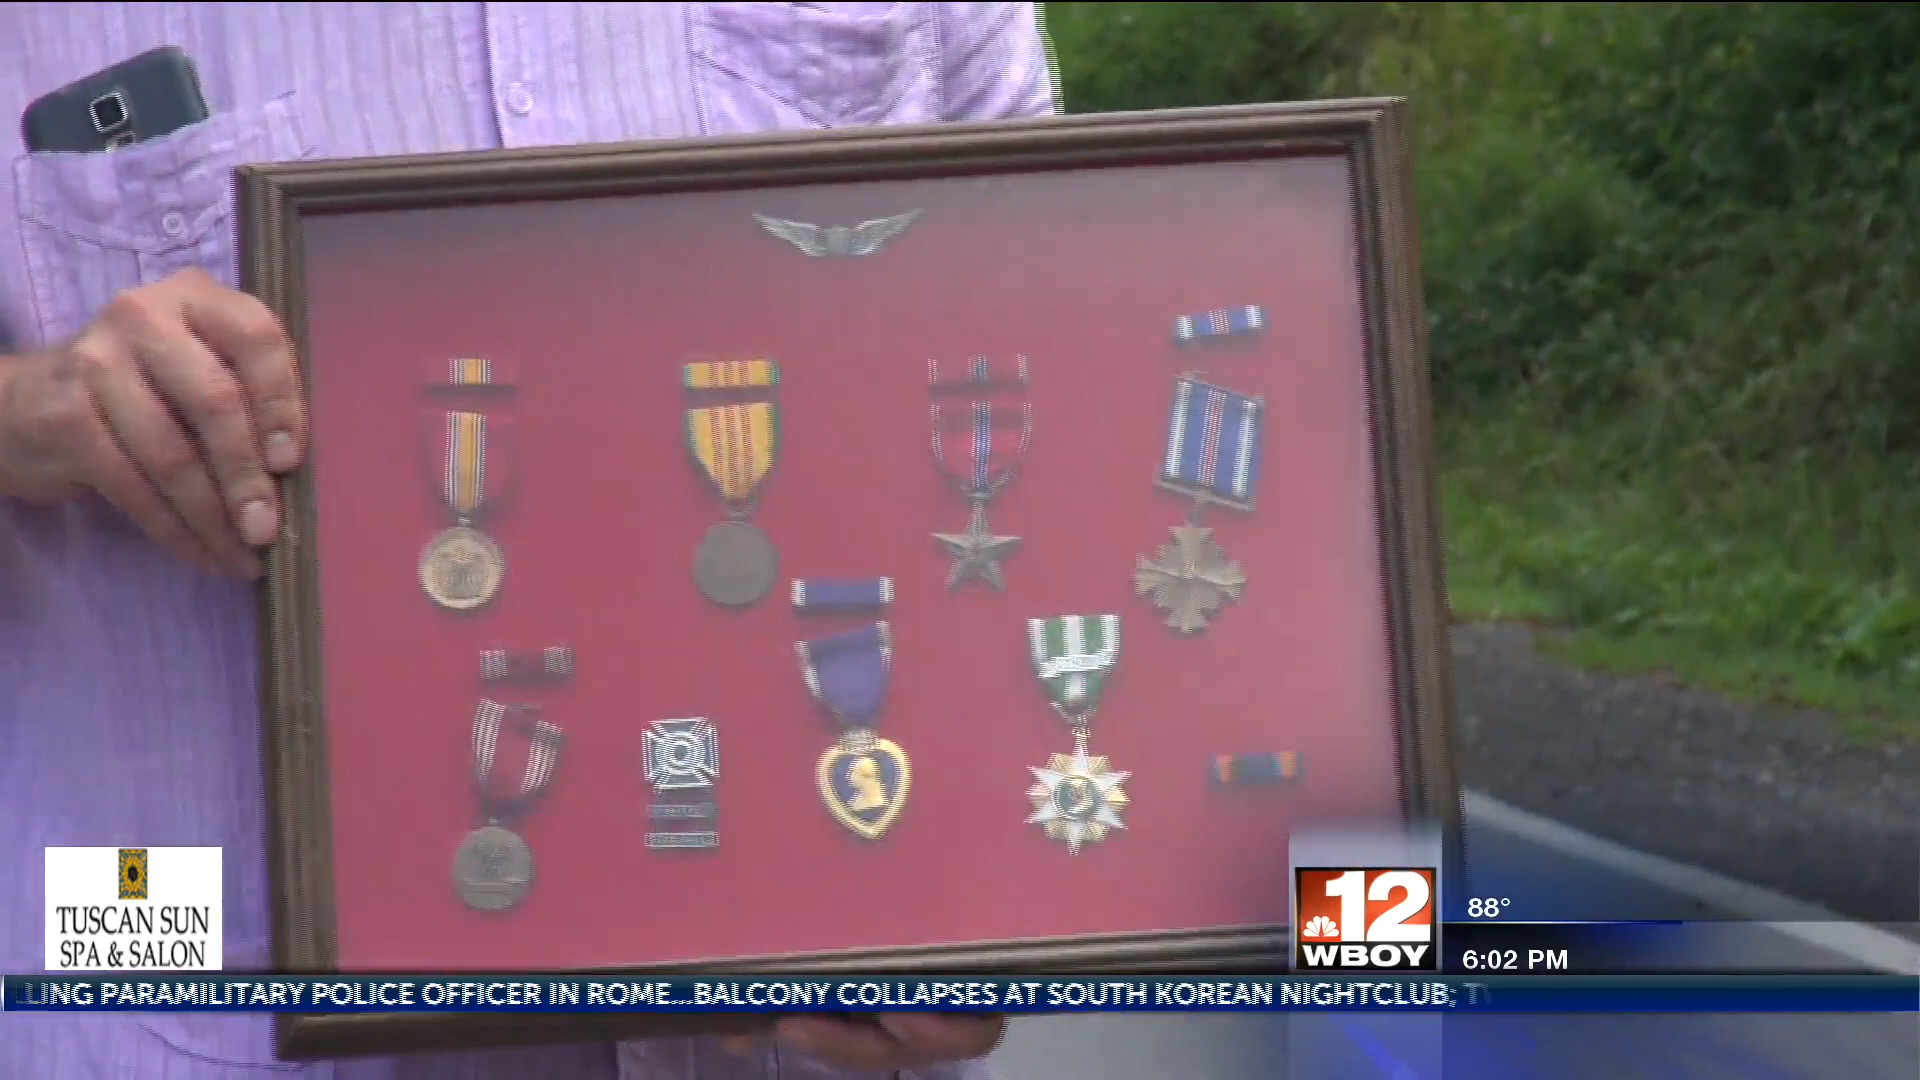 TUSCAN SUN
SPA & SALON
12
WBOY
88°
6:02 PM
LING PARAMILITARY POLICE OFFICER IN ROME...BALCONY COLLAPSES AT SOUTH KOREAN NIGHTCLUB;